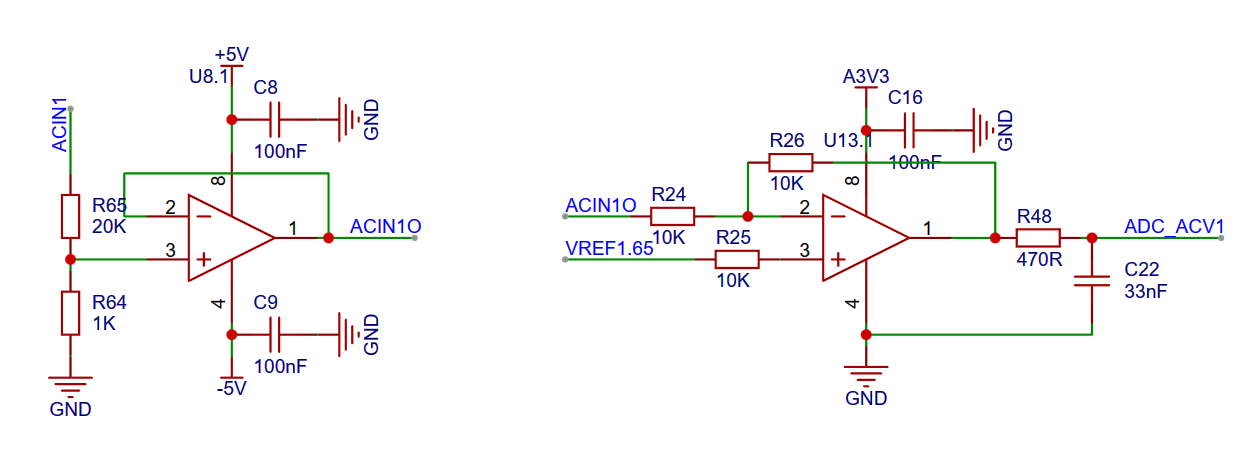 +5V
U8.1
C8
100nF
GND
ACIN1
R65
20K
8
2
3
1
4
ACIN1O
R64
1K
GND
C9
100nF
GND
-5V
A3V3
C16
100nF
GND
U13.1
R26
10K
8
ACIN1O
R24
10K
VREF1.65
R25
10K
2
3
1
4
R48
470R
ADC_ACV1
C22
33nF
GND